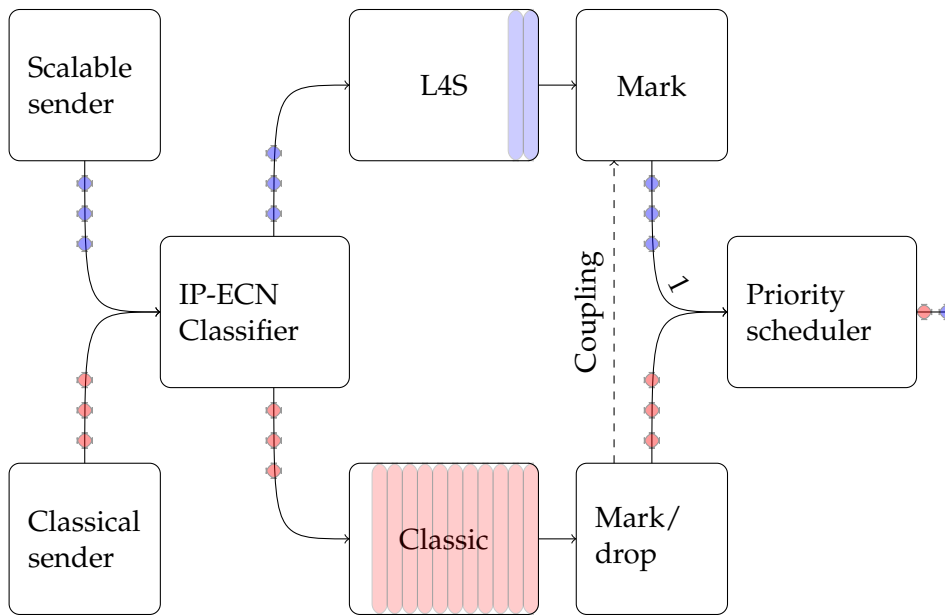 Scalable
sender
L4S
Mark
IP-ECN
Classifier
Coupling
1
Priority
scheduler
Classical
sender
Classic
Mark/
drop